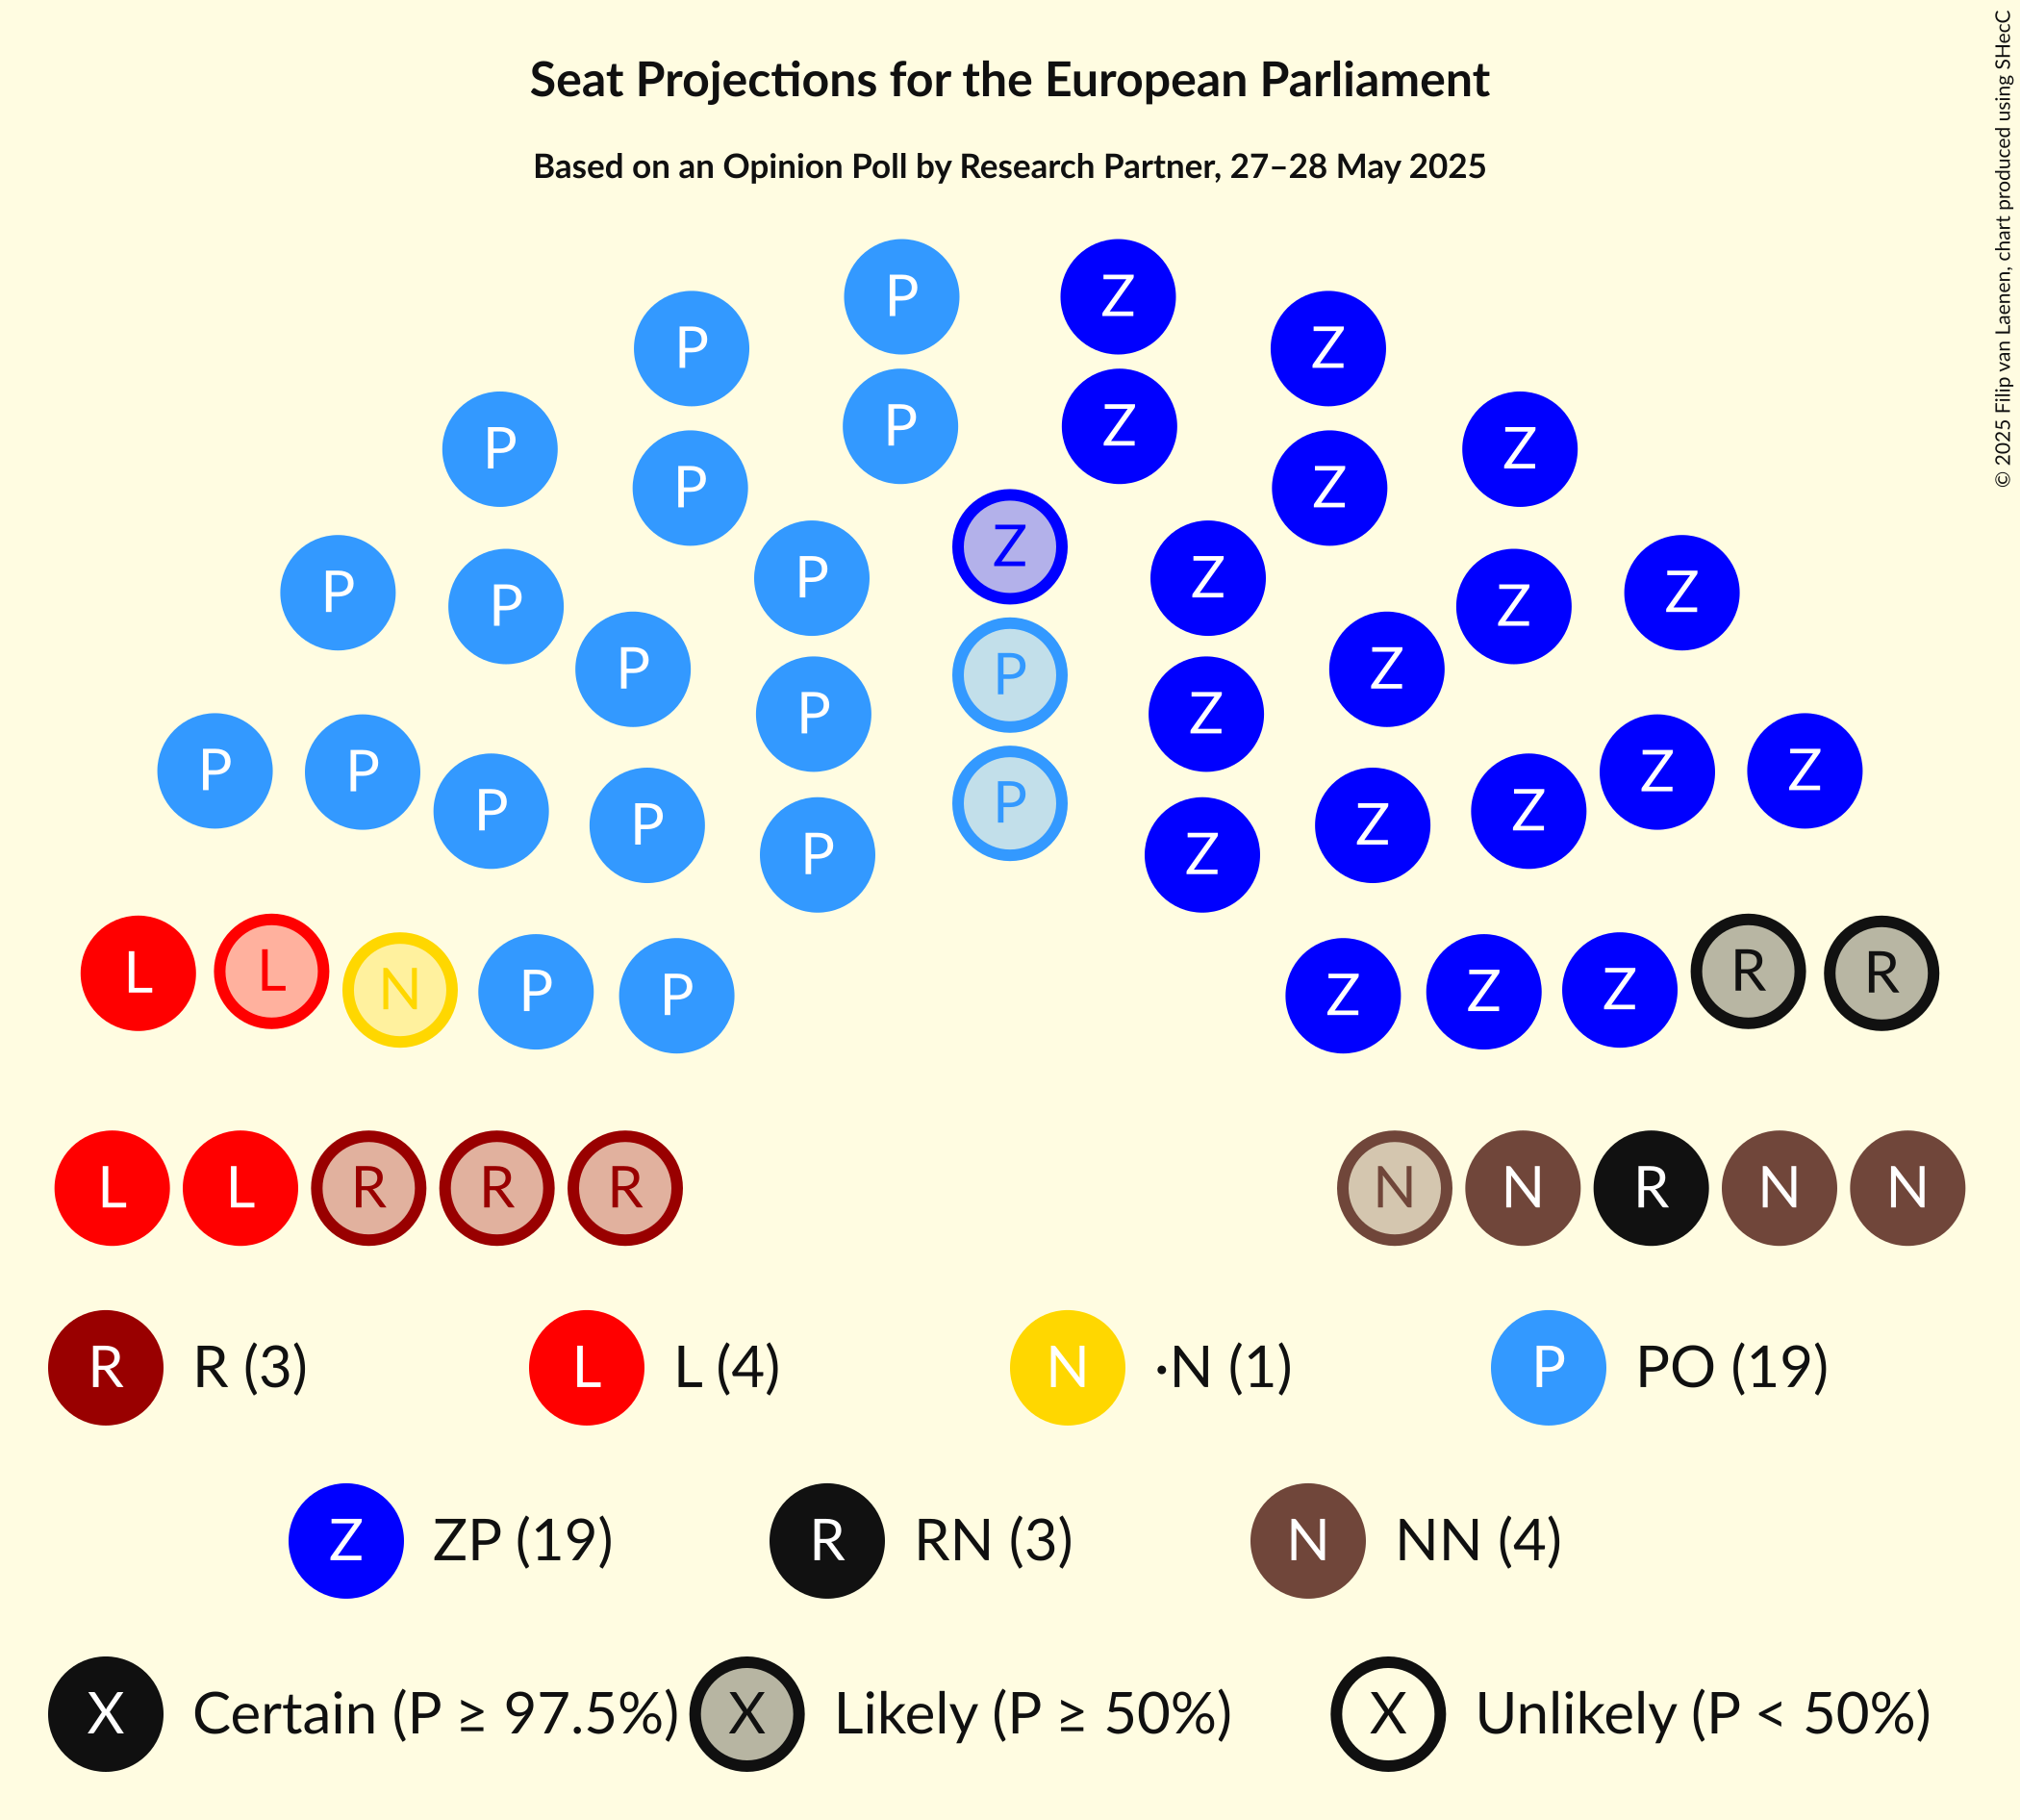 Seat Projections for the European Parliament
Based on an Opinion Poll by Research Partner, 27–28 May 2025
© 2025 Filip van Laenen, chart produced using SHecC
P Z
P Z
P Z
P Z
P Z
Z
P Z
P Z
P Z
P Z
P
P Z
P Z
P P Z Z
P
P P Z Z
P Z
L L N P P Z Z Z R R
L L R R R N N R N N
R R (3) L L (4) N ·N (1) P PO (19)
Z ZP (19) R RN (3) N NN (4)
X Certain (P ≥ 97.5%) X Likely (P ≥ 50%) X Unlikely (P < 50%)